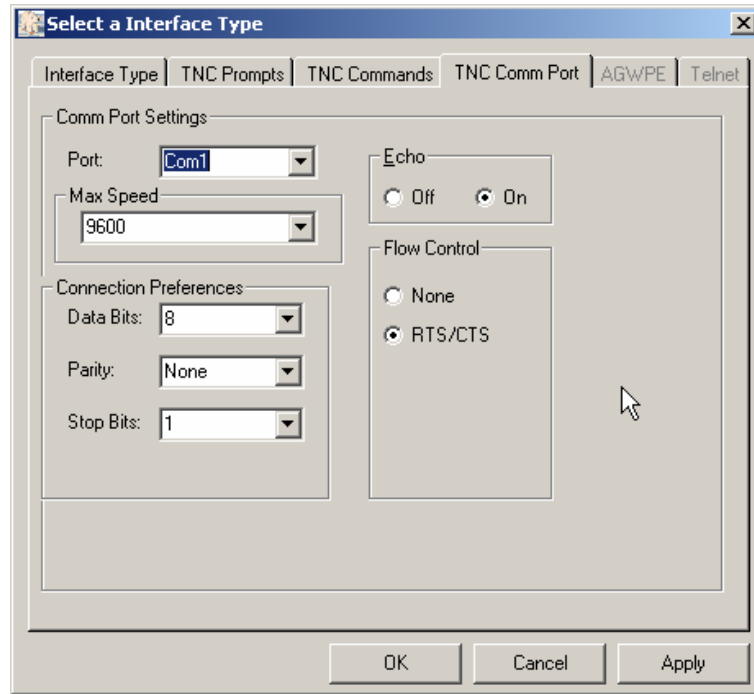 Select a Interface Type
Interface Type TNC Prompts TNC Commands TNC Comm Port AGWPE Telnet
Comm Port Settings
Port: Com1
Max Speed
9600
Connection Preferences
Data Bits: 8
Parity: None
Stop Bits: 1
Echo
Off On
Flow Control
None
RTS/CTS
OK Cancel Apply